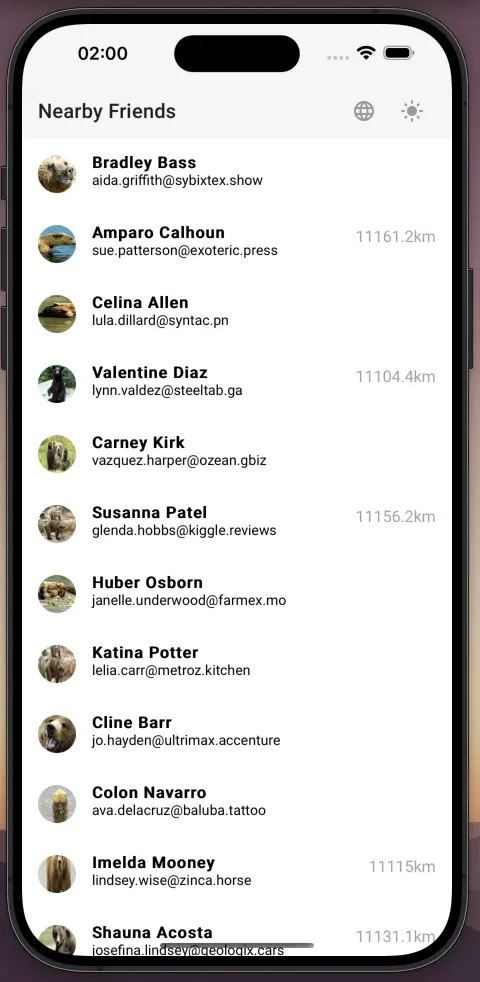 02:00
Nearby Friends
Bradley Bass
aida.griffith@sybixtex.show
Amparo Calhoun
11161.2km
sue.patterson@exoteric.press
Celina Allen
lula.dillard@syntac.pn
Valentine Diaz
11104.4km
lynn.valdez@steeltab.ga
Carney Kirk
vazquez.harper@ozean.gbiz
Susanna Patel
11156.2km
glenda.hobbs@kiggle.reviews
Huber Osborn
janelle.underwood@farmex.mo
Katina Potter
lelia.carr@metroz.kitchen
Cline Barr
jo.hayden@ultrimax.accenture
Colon Navarro
ava.delacruz@baluba.tattoo
Imelda Mooney
11115km
lindsey.wise@zinca.horse
Shauna Acosta
11131.1km
josefina.lindsey@geologix.cars